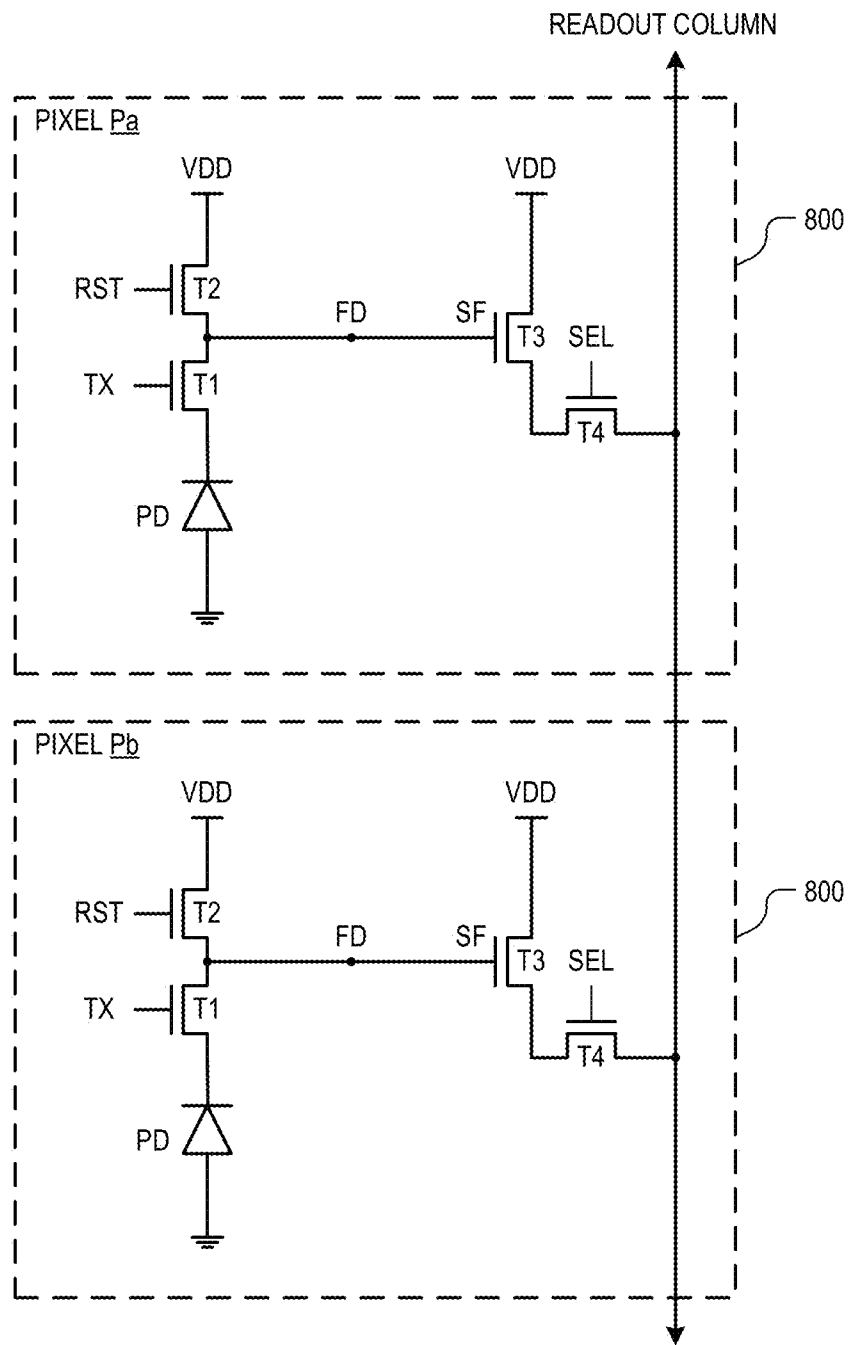 READOUT COLUMN
PIXEL Pa
VDD
VDD
800
RST
T2
FD
SF
T3
SEL
TX
T1
T4
PD
PIXEL Pb
VDD
VDD
800
RST
T2
FD
SF
T3
SEL
TX
T1
T4
PD